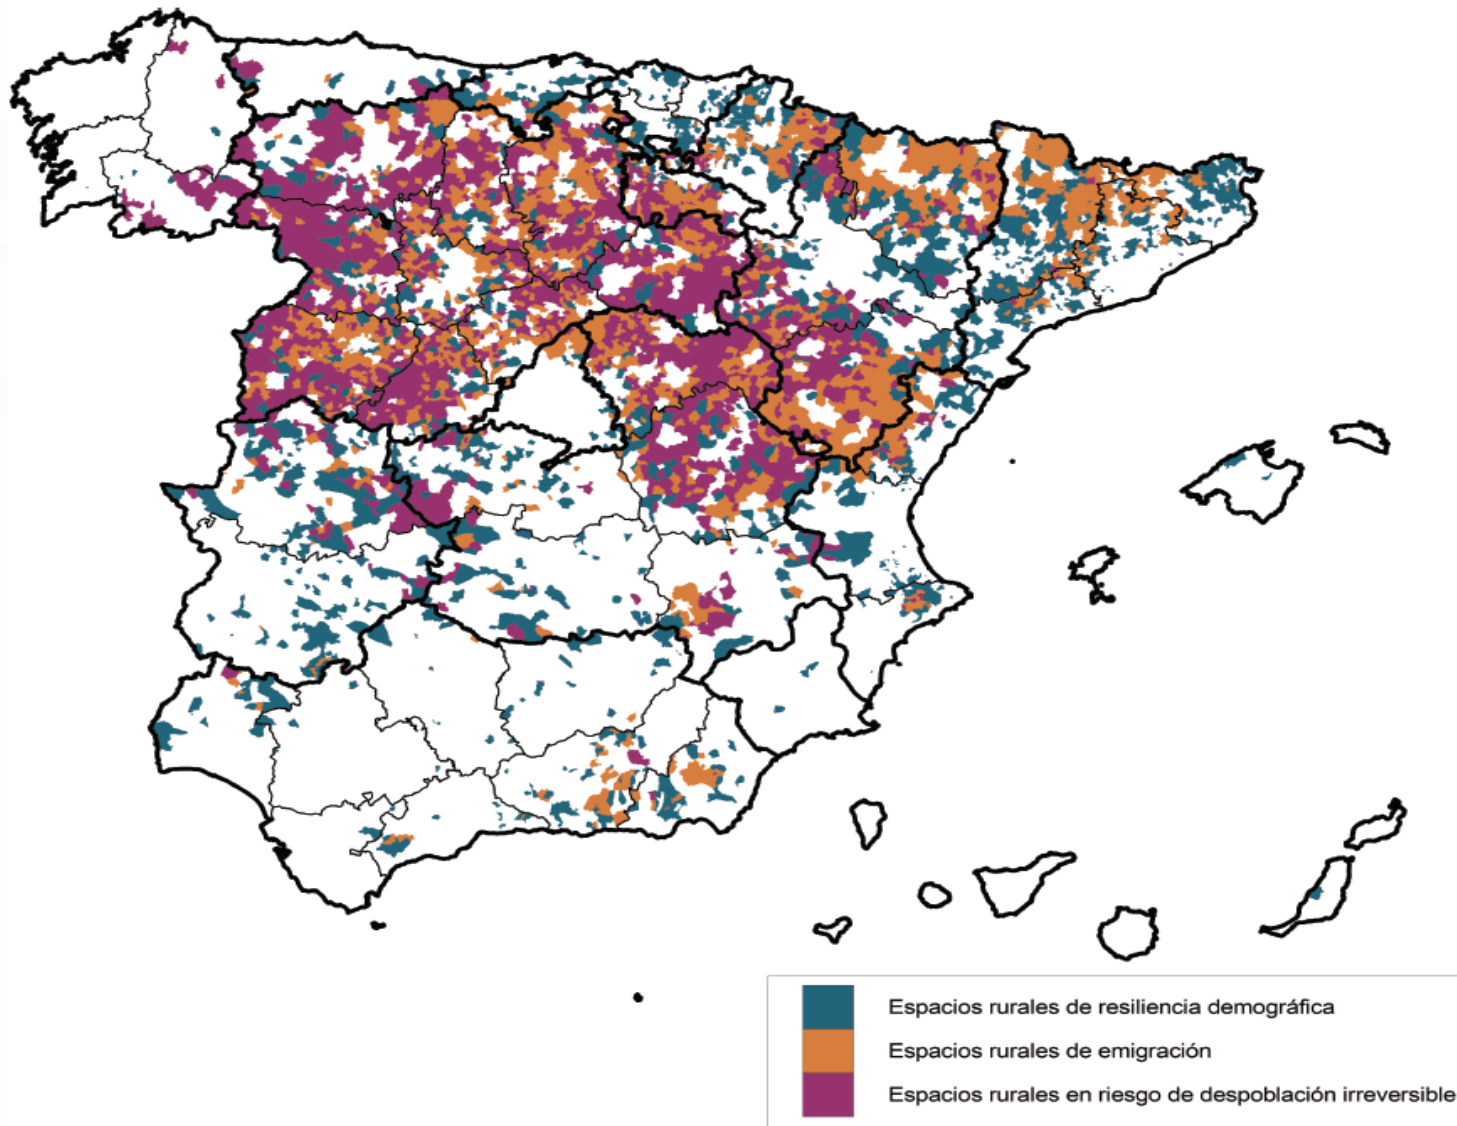 Espacios rurales de resiliencia demográfica
Espacios rurales de emigración
Espacios rurales en riesgo de despoblación irreversible